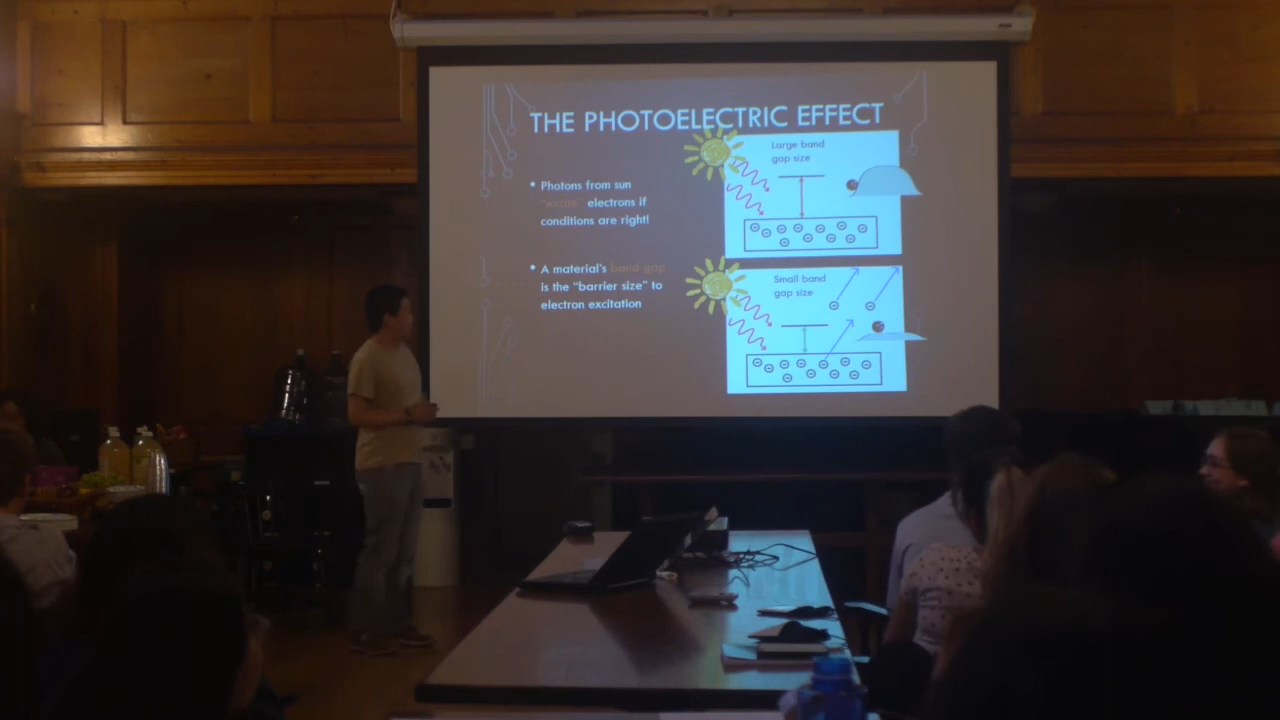 THE PHOTOELECTRIC EFFECT
• Photons from sun
"excite" electrons if
conditions are right!
• A material's band gap
is the "barrier size" to
electron excitation
Large band
gap size
Small band
gap size